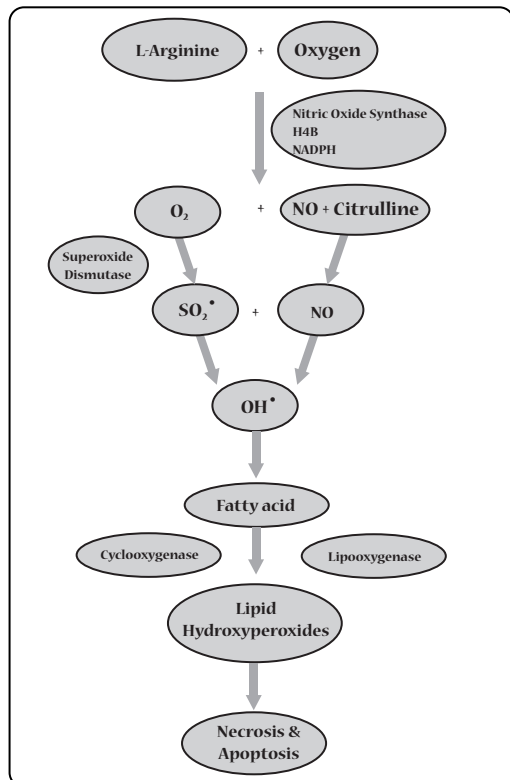 L-Arginine + Oxygen
Nitric Oxide Synthase
H4B
NADPH
O₂ + NO + Citrulline
Superoxide
Dismutase
SO₂• + NO
OH•
Fatty acid
Cyclooxygenase
Lipooxygenase
Lipid
Hydroxyperoxides
Necrosis &
Apoptosis